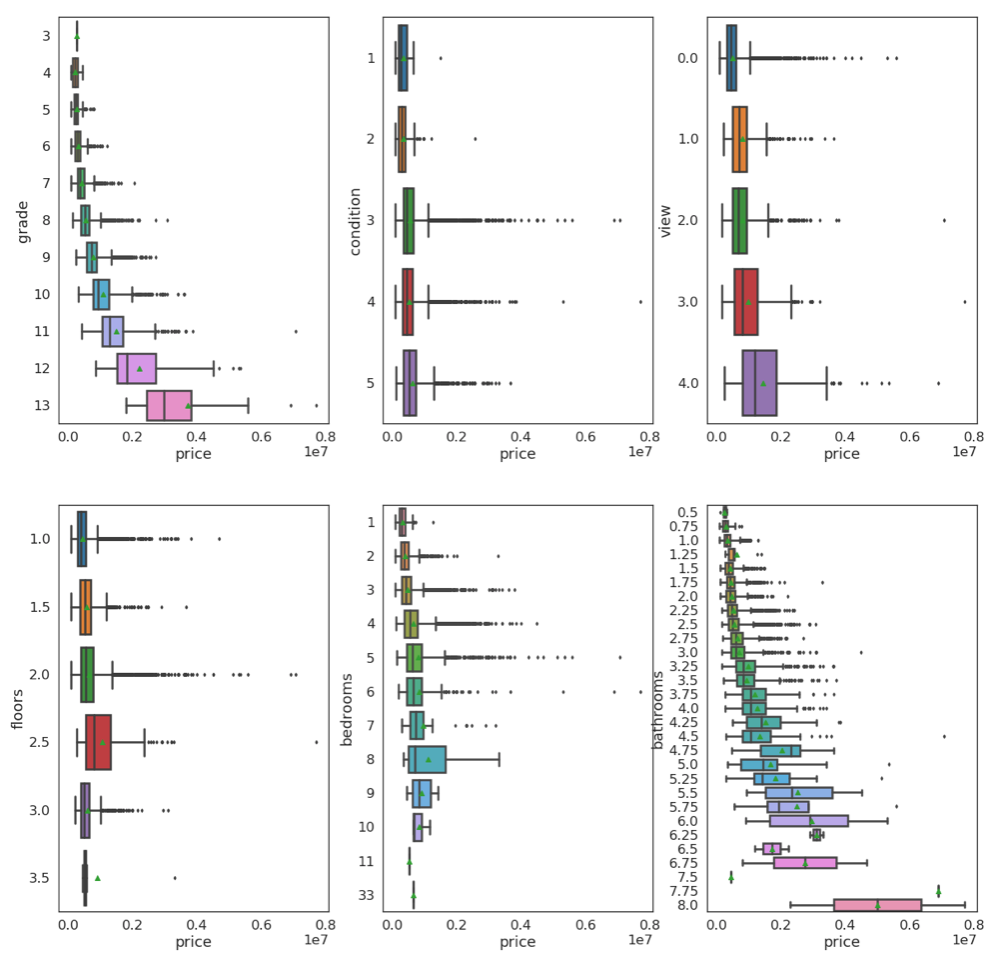 grade
3
4
5
6
7
8
9
10
11
12
13
0.0 0.2 0.4 0.6 0.8
1e7
price
condition
1
2
3
4
5
0.0 0.2 0.4 0.6 0.8
1e7
price
view
0.0
1.0
2.0
3.0
4.0
0.0 0.2 0.4 0.6 0.8
1e7
price
floors
1.0
1.5
2.0
2.5
3.0
3.5
0.0 0.2 0.4 0.6 0.8
1e7
price
bedrooms
1
2
3
4
5
6
7
8
9
10
11
33
0.0 0.2 0.4 0.6 0.8
1e7
price
bathrooms
0.5
0.75
1.0
1.25
1.5
1.75
2.0
2.25
2.5
2.75
3.0
3.25
3.5
3.75
4.0
4.25
4.5
4.75
5.0
5.25
5.5
5.75
6.0
6.25
6.5
6.75
7.5
7.75
8.0
0.0 0.2 0.4 0.6 0.8
1e7
price